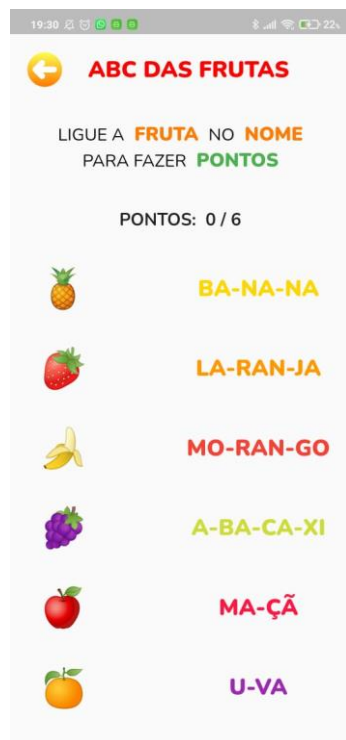 19:30 22%
ABC DAS FRUTAS
LIGUE A FRUTA NO NOME
PARA FAZER PONTOS
PONTOS: 0 / 6
BA-NA-NA
LA-RAN-JA
MO-RAN-GO
A-BA-CA-XI
MA-ÇÃ
U-VA